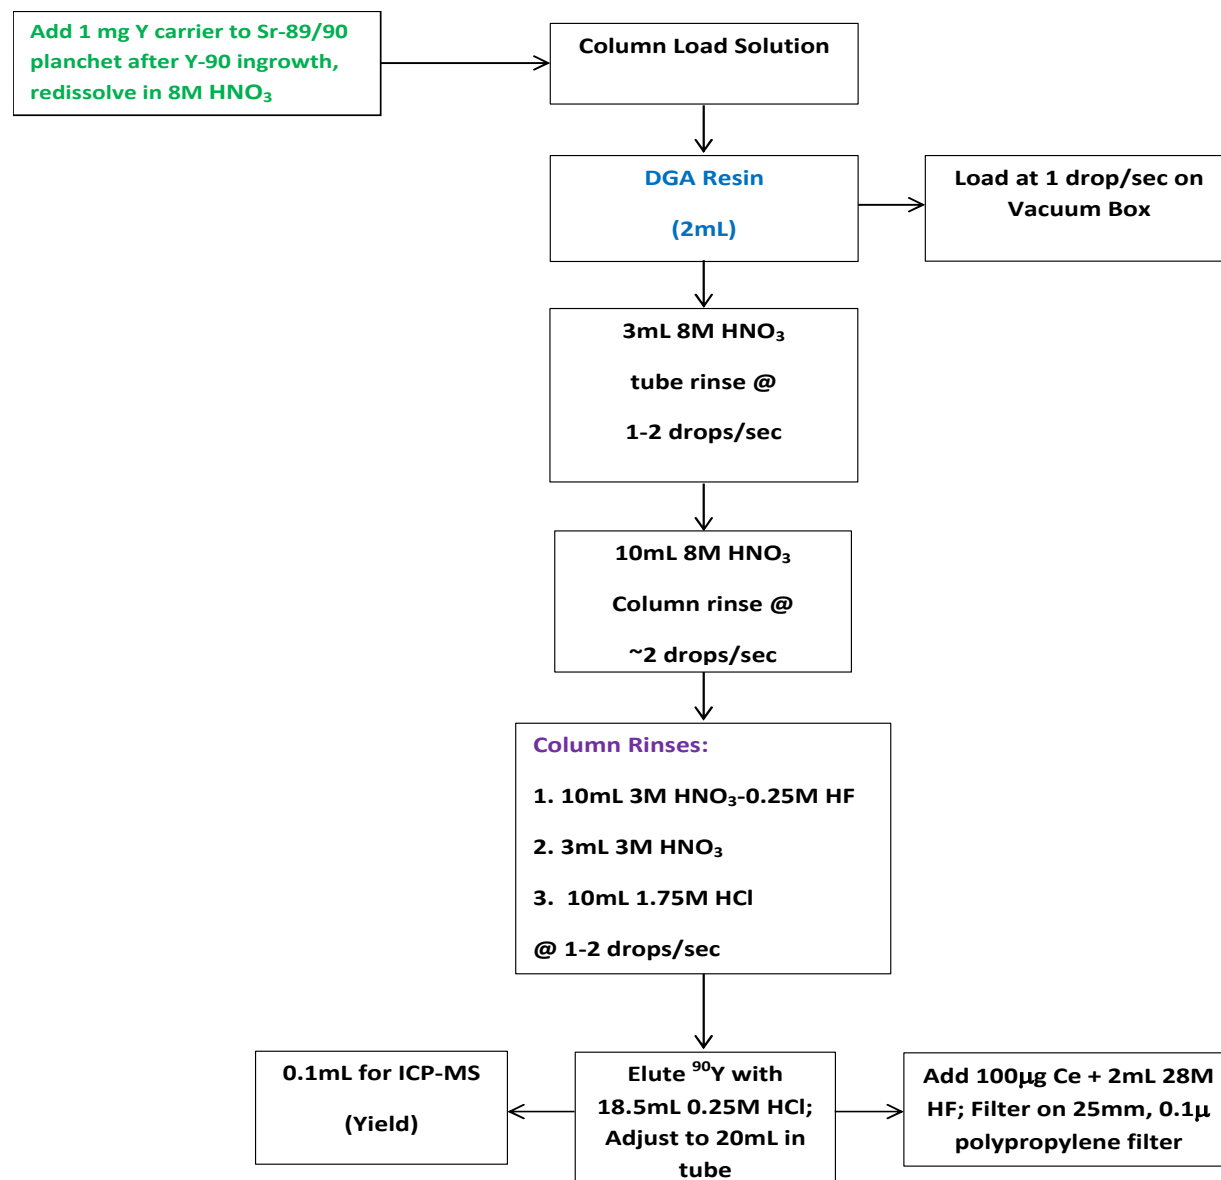 Add 1 mg Y carrier to Sr-89/90
planchet after Y-90 ingrowth,
redissolve in 8M HNO₃
Column Load Solution
DGA Resin
(2mL)
Load at 1 drop/sec on
Vacuum Box
3mL 8M HNO₃
tube rinse @
1-2 drops/sec
10mL 8M HNO₃
Column rinse @
~2 drops/sec
Column Rinses:
1. 10mL 3M HNO₃-0.25M HF
2. 3mL 3M HNO₃
3. 10mL 1.75M HCl
@ 1-2 drops/sec
0.1mL for ICP-MS
(Yield)
Elute ⁹⁰Y with
18.5mL 0.25M HCl;
Adjust to 20mL in
tube
Add 100µg Ce + 2mL 28M
HF; Filter on 25mm, 0.1µ
polypropylene filter